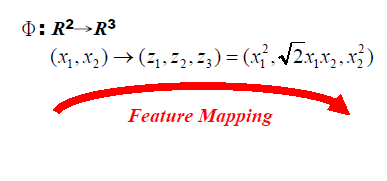 Φ: R²→R³
(x₁, x₂) → (z₁, z₂, z₃) = (x₁², √2x₁x₂, x₂²)
Feature Mapping